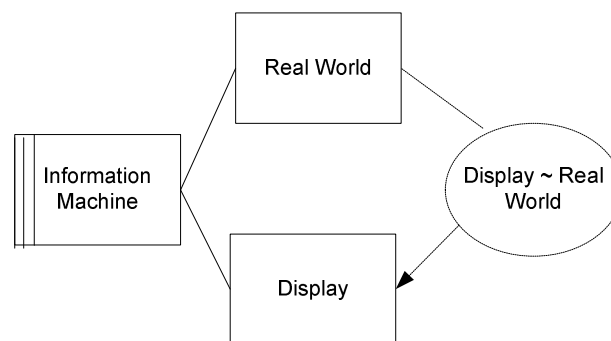 Real World
Information
Machine
Display ~ Real
World
Display